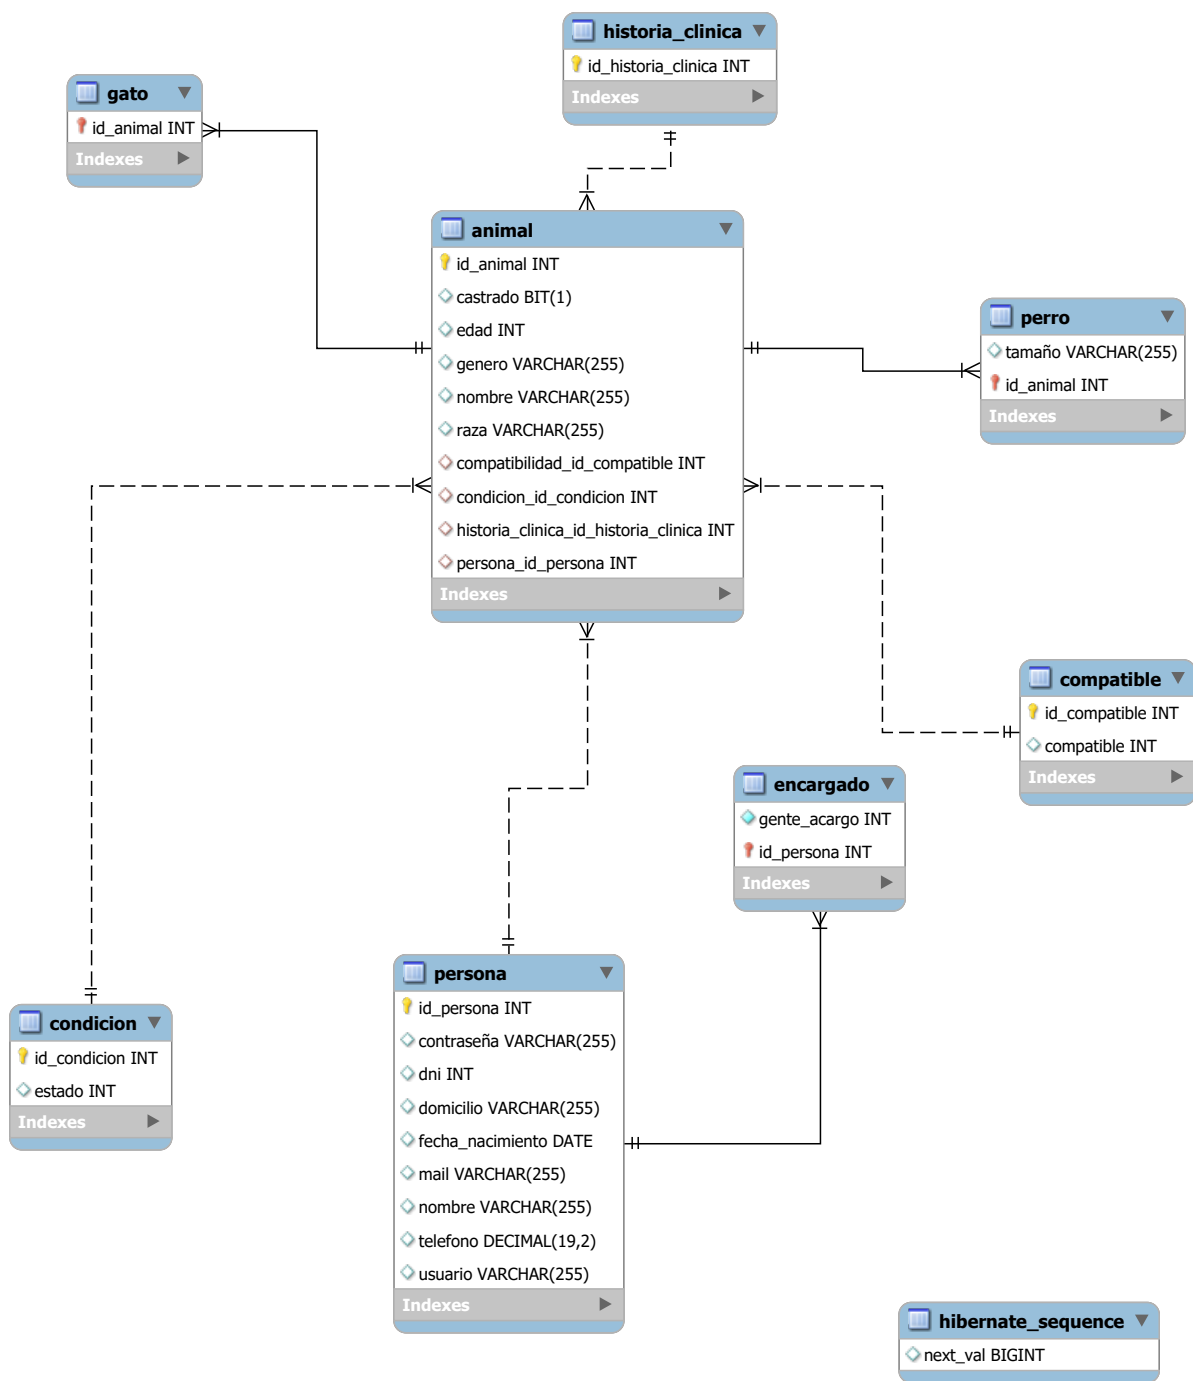 historia_clinica
id_historia_clinica INT
Indexes
gato
id_animal INT
Indexes
animal
id_animal INT
castrado BIT(1)
edad INT
genero VARCHAR(255)
nombre VARCHAR(255)
raza VARCHAR(255)
compatibilidad_id_compatible INT
condicion_id_condicion INT
historia_clinica_id_historia_clinica INT
persona_id_persona INT
Indexes
perro
tamaño VARCHAR(255)
id_animal INT
Indexes
compatible
id_compatible INT
compatible INT
Indexes
encargado
gente_acargo INT
id_persona INT
Indexes
persona
id_persona INT
contraseña VARCHAR(255)
dni INT
domicilio VARCHAR(255)
fecha_nacimiento DATE
mail VARCHAR(255)
nombre VARCHAR(255)
telefono DECIMAL(19,2)
usuario VARCHAR(255)
Indexes
condicion
id_condicion INT
estado INT
Indexes
hibernate_sequence
next_val BIGINT